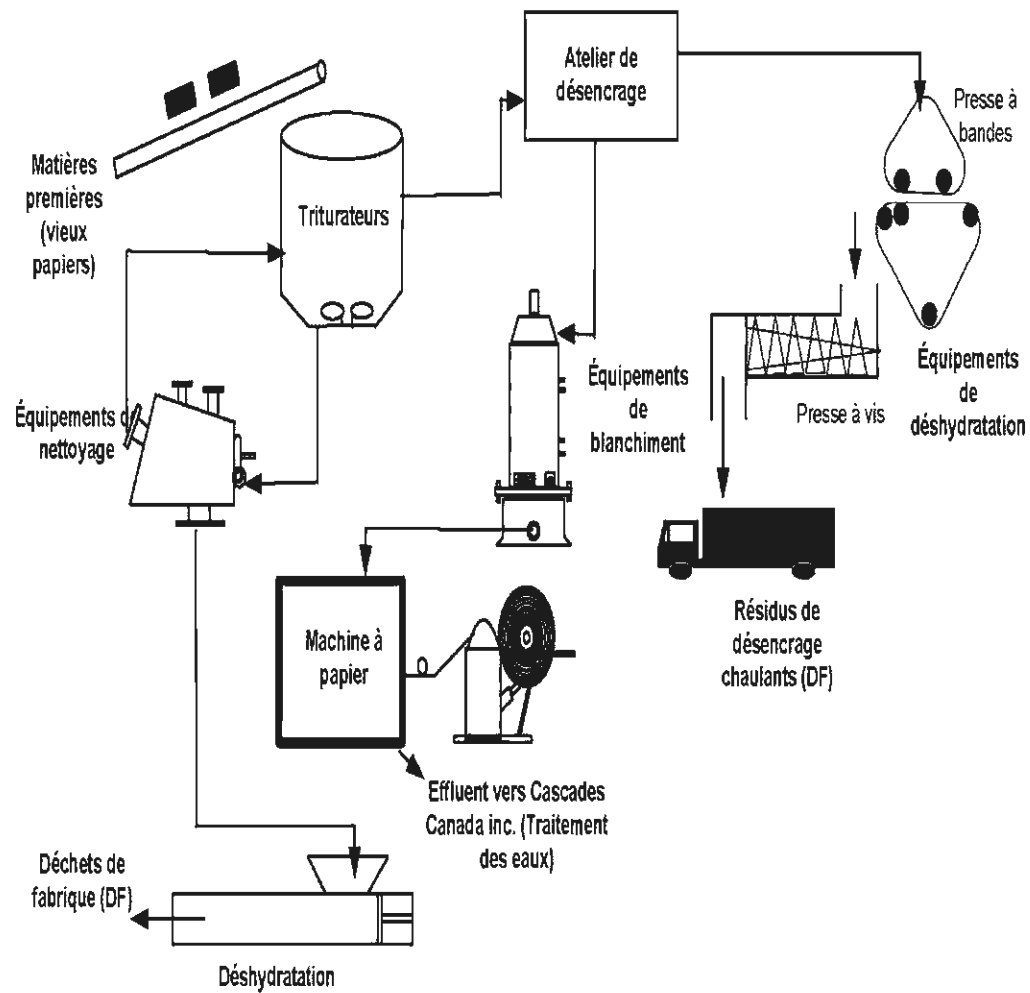 Atelier de
désencrage
Presse à
bandes
Matières
premières
(vieux
papiers)
Triturateurs
Équipements
de
blanchiment
Équipements
de
déshydratation
Presse à vis
Équipements d
nettoyage
Machine à
papier
Résidus de
désencrage
chaulants (DF)
Effluent vers Cascades
Canada inc. (Traitement
des eaux)
Déchets de
fabrique (DF)
Déshydratation